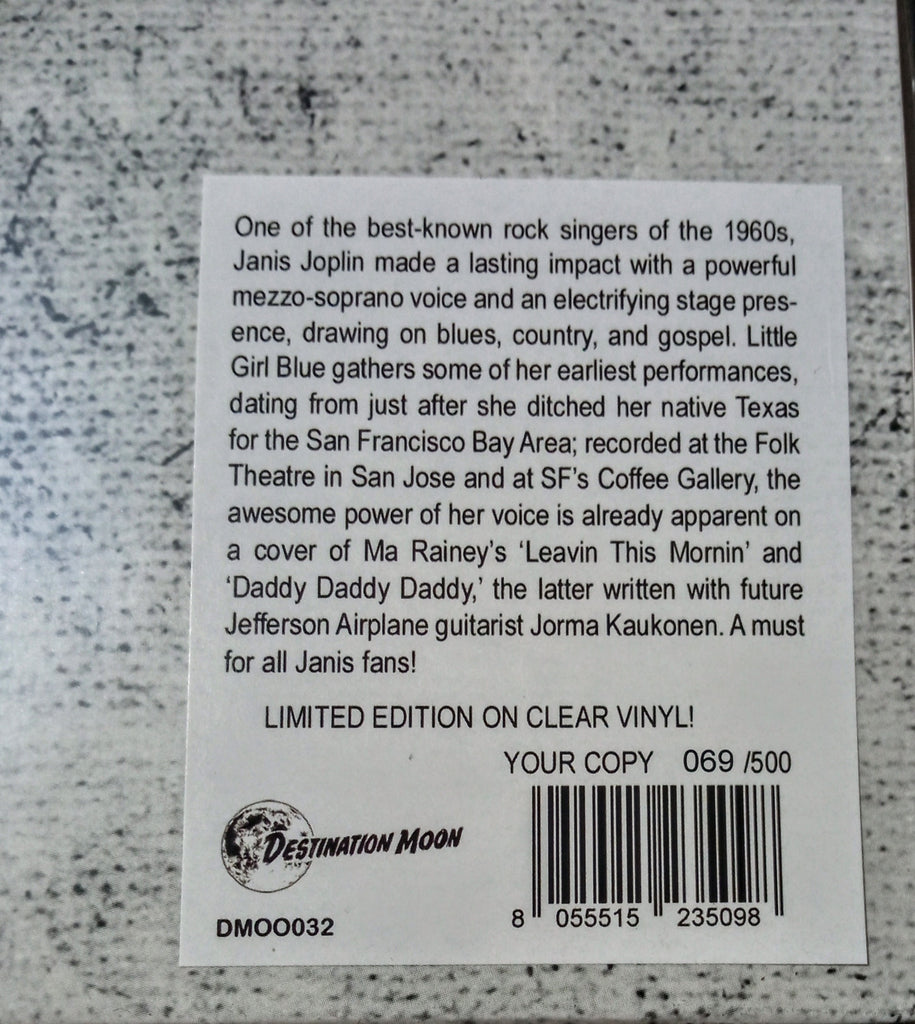 One of the best-known rock singers of the 1960s,
Janis Joplin made a lasting impact with a powerful
mezzo-soprano voice and an electrifying stage pres-
ence, drawing on blues, country, and gospel. Little
Girl Blue gathers some of her earliest performances,
dating from just after she ditched her native Texas
for the San Francisco Bay Area; recorded at the Folk
Theatre in San Jose and at SF's Coffee Gallery, the
awesome power of her voice is already apparent on
a cover of Ma Rainey's ‘Leavin This Mornin’ and
‘Daddy Daddy Daddy,’ the latter written with future
Jefferson Airplane guitarist Jorma Kaukonen. A must
for all Janis fans!
LIMITED EDITION ON CLEAR VINYL!
YOUR COPY 069 /500
DESTINATION MOON
DMOO032
8 055515 235098